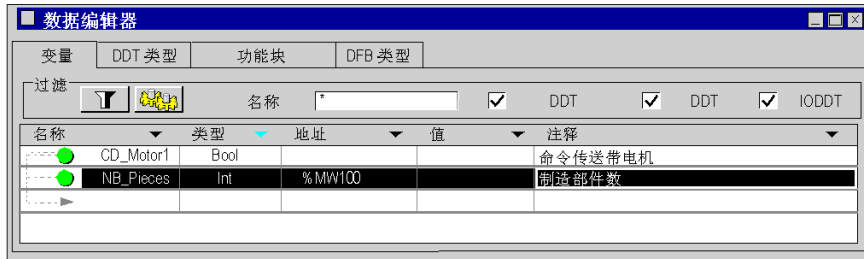 数据编辑器
变量 DDT 类型 功能块 DFB 类型
过滤
名称 * DDT DDT IODDT
名称 类型 地址 值 注释
CD_Motor1 Bool 命令传送带电机
NB_Pieces Int %MW100 制造部件数